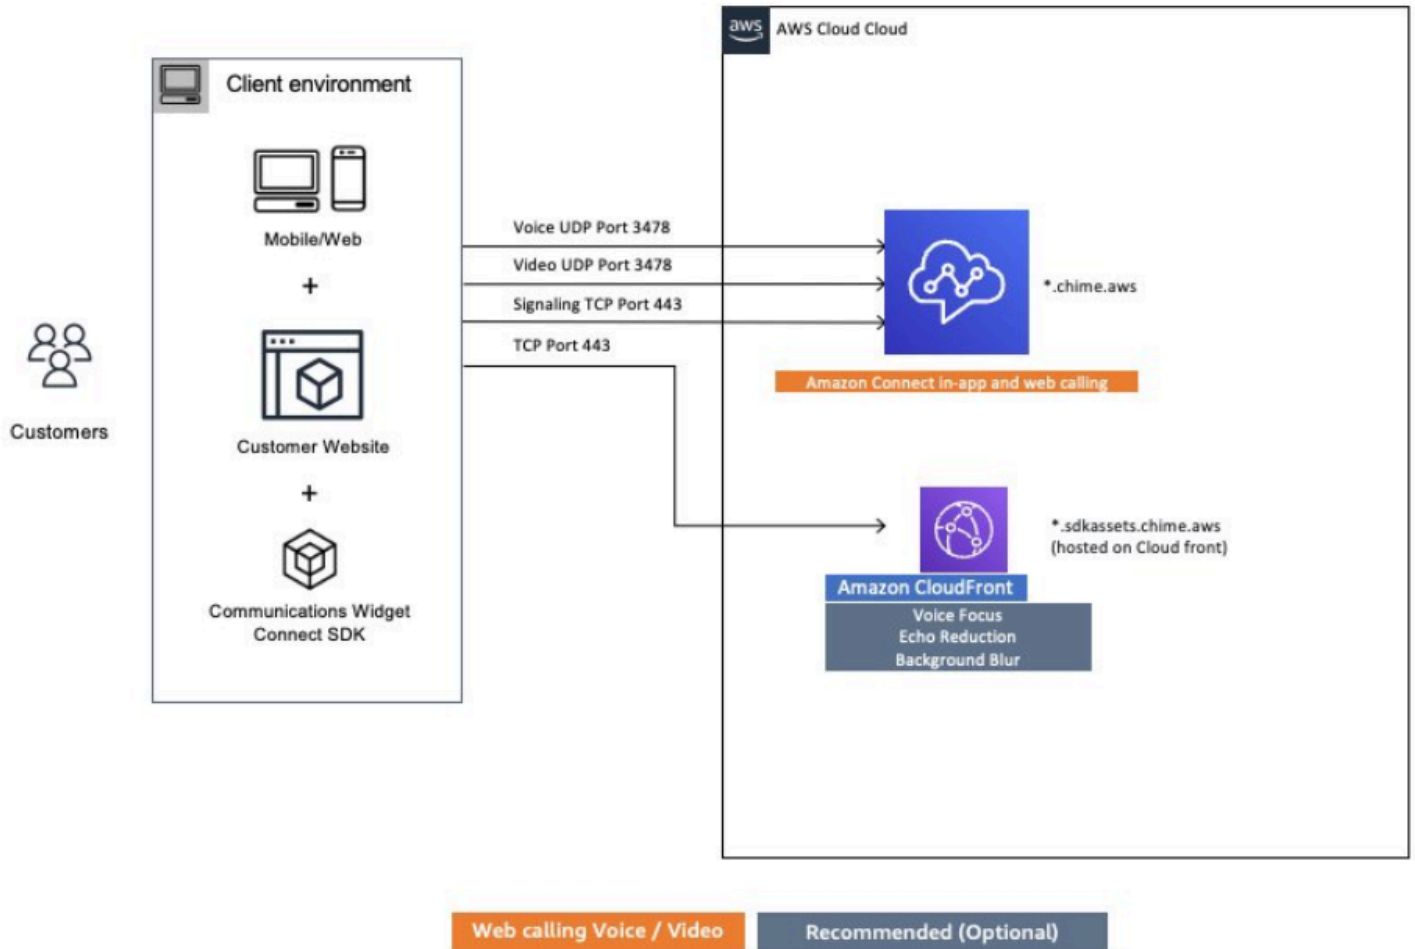 aws AWS Cloud Cloud
Client environment
Mobile/Web
+
Customer Website
+
Communications Widget
Connect SDK
Customers
Voice UDP Port 3478
Video UDP Port 3478
Signaling TCP Port 443
TCP Port 443
*.chime.aws
Amazon Connect in-app and web calling
*.sdkassets.chime.aws
(hosted on Cloud front)
Amazon CloudFront
Voice Focus
Echo Reduction
Background Blur
Web calling Voice / Video
Recommended (Optional)